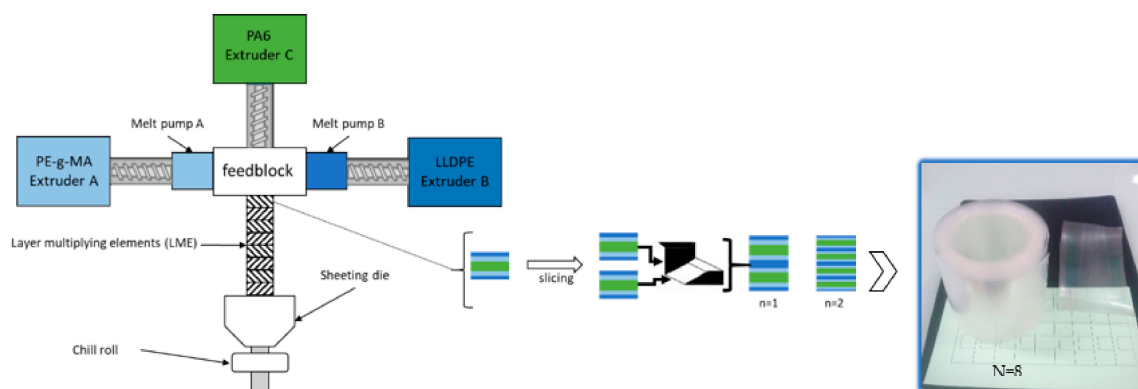 PA6
Extruder C
Melt pump A
Melt pump B
PE-g-MA
Extruder A
feedblock
LLDPE
Extruder B
Layer multiplying elements (LME)
Sheeting die
slicing
n=1
n=2
Chill roll
N=8